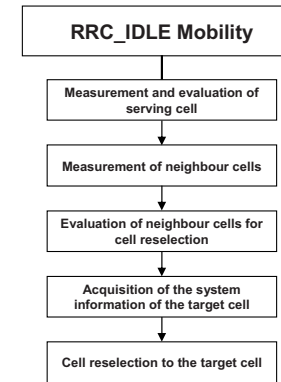 RRC_IDLE Mobility
Measurement and evaluation of
serving cell
Measurement of neighbour cells
Evaluation of neighbour cells for
cell reselection
Acquisition of the system
information of the target cell
Cell reselection to the target cell